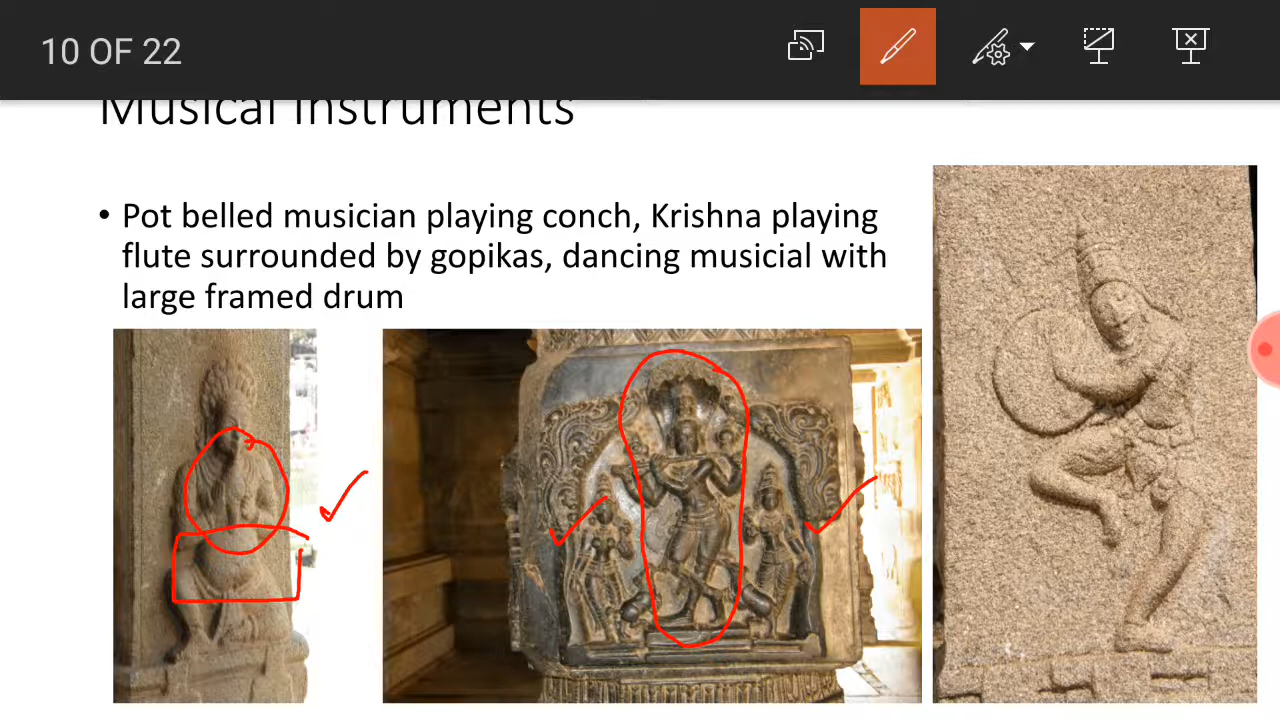 10 OF 22
Musical Instruments
• Pot belled musician playing conch, Krishna playing
flute surrounded by gopikas, dancing musicial with
large framed drum